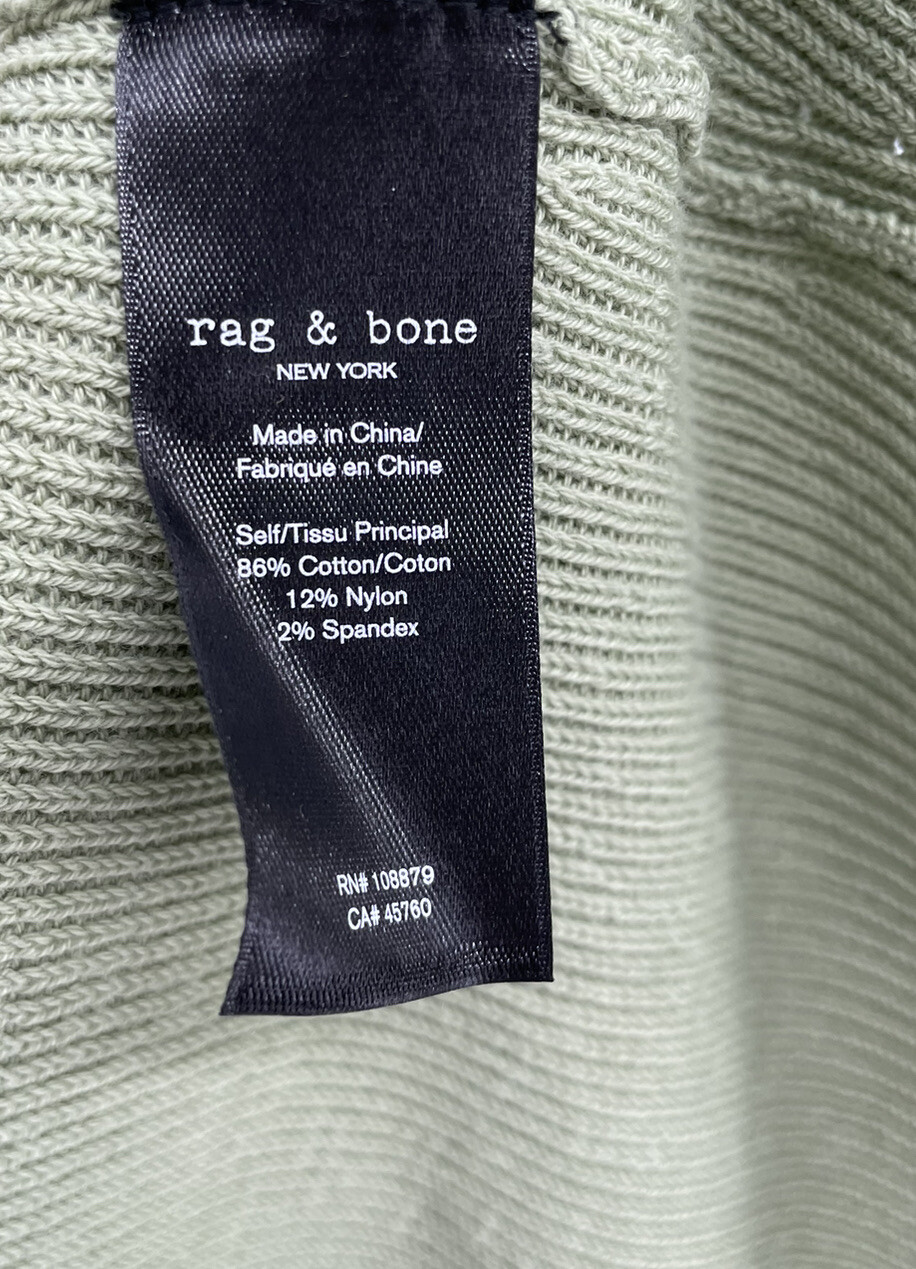 rag & bone
NEW YORK
Made in China/
Fabriqué en Chine
Self/Tissu Principal
86% Cotton/Coton
12% Nylon
2% Spandex
RN# 108879
CA# 45760